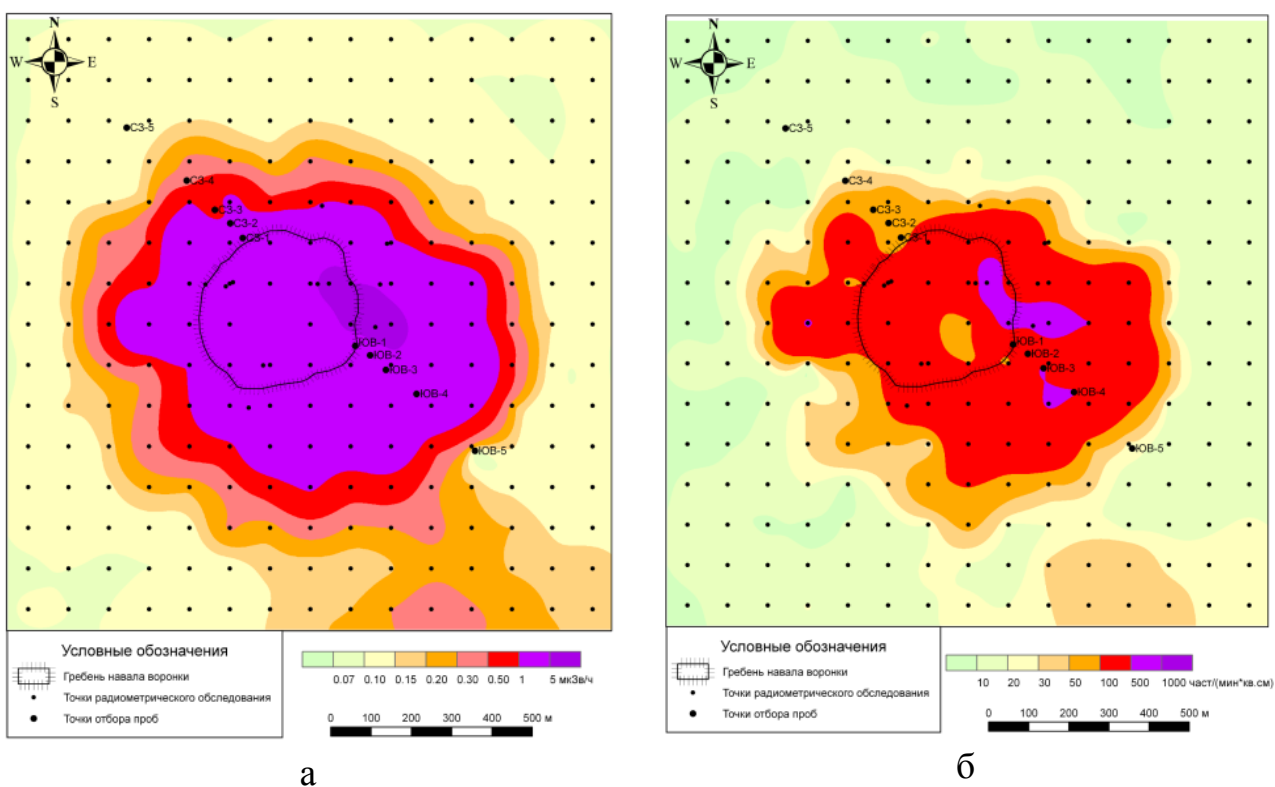 N
W E
S
СЗ-5
СЗ-4
СЗ-3
СЗ-2
СЗ-1
ЮВ-1
ЮВ-2
ЮВ-3
ЮВ-4
ЮВ-5
Условные обозначения
Гребень навала воронки
Точки радиометрического обследования
Точки отбора проб
0.07 0.10 0.15 0.20 0.30 0.50 1 5 мкЗв/ч
0 100 200 300 400 500 м
а
N
W E
S
СЗ-5
СЗ-4
СЗ-3
СЗ-2
СЗ-1
ЮВ-1
ЮВ-2
ЮВ-3
ЮВ-4
ЮВ-5
Условные обозначения
Гребень навала воронки
Точки радиометрического обследования
Точки отбора проб
10 20 30 50 100 500 1000 част/(мин*кв.см)
0 100 200 300 400 500 м
б